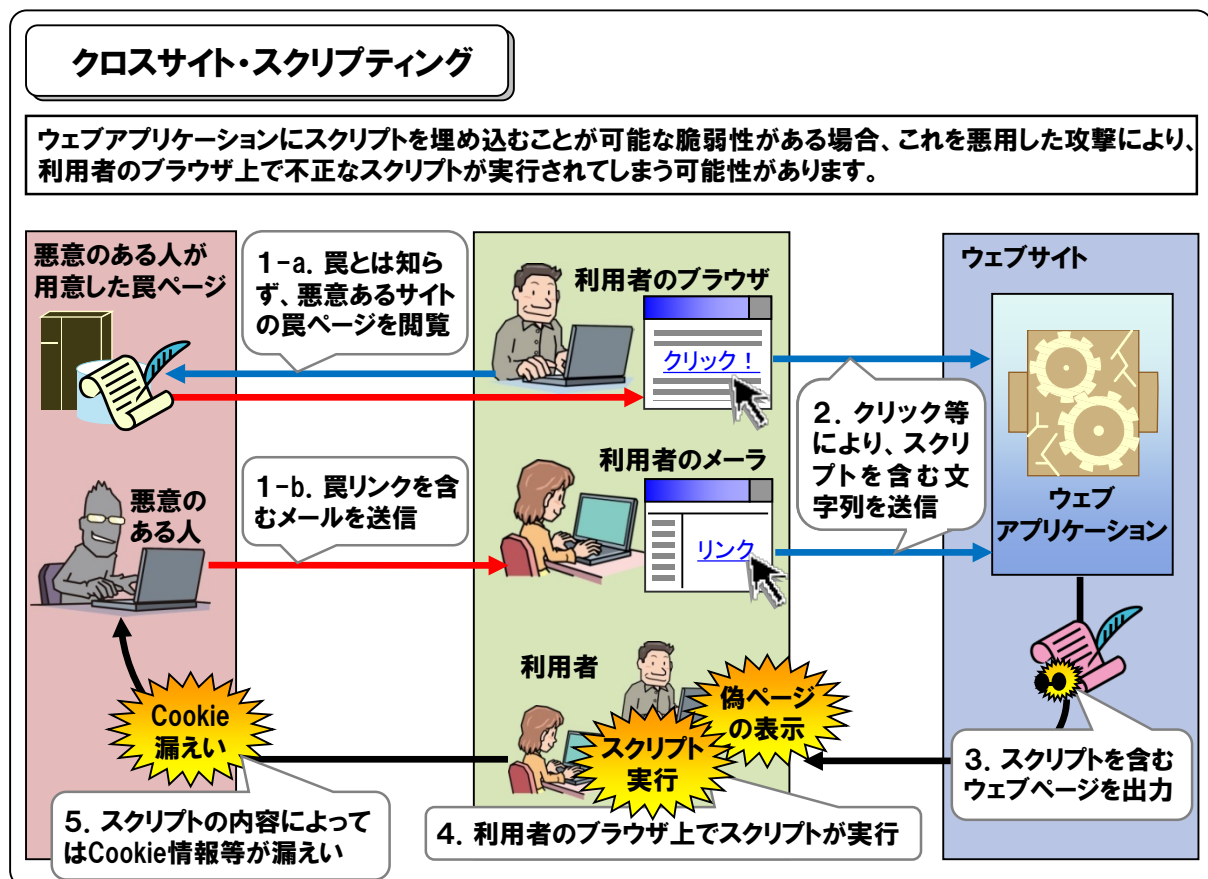 クロスサイト・スクリプティング
ウェブアプリケーションにスクリプトを埋め込むことが可能な脆弱性がある場合、これを悪用した攻撃により、
利用者のブラウザ上で不正なスクリプトが実行されてしまう可能性があります。
悪意のある人が
用意した罠ページ
1-a. 罠とは知ら
ず、悪意あるサイト
の罠ページを閲覧
利用者のブラウザ
クリック！
ウェブサイト
2. クリック等
により、スクリ
プトを含む文
字列を送信
ウェブ
アプリケーション
悪意の
ある人
1-b. 罠リンクを含
むメールを送信
利用者のメーラ
リンク
利用者
偽ページ
の表示
スクリプト
実行
Cookie
漏えい
3. スクリプトを含む
ウェブページを出力
4. 利用者のブラウザ上でスクリプトが実行
5. スクリプトの内容によって
はCookie情報等が漏えい